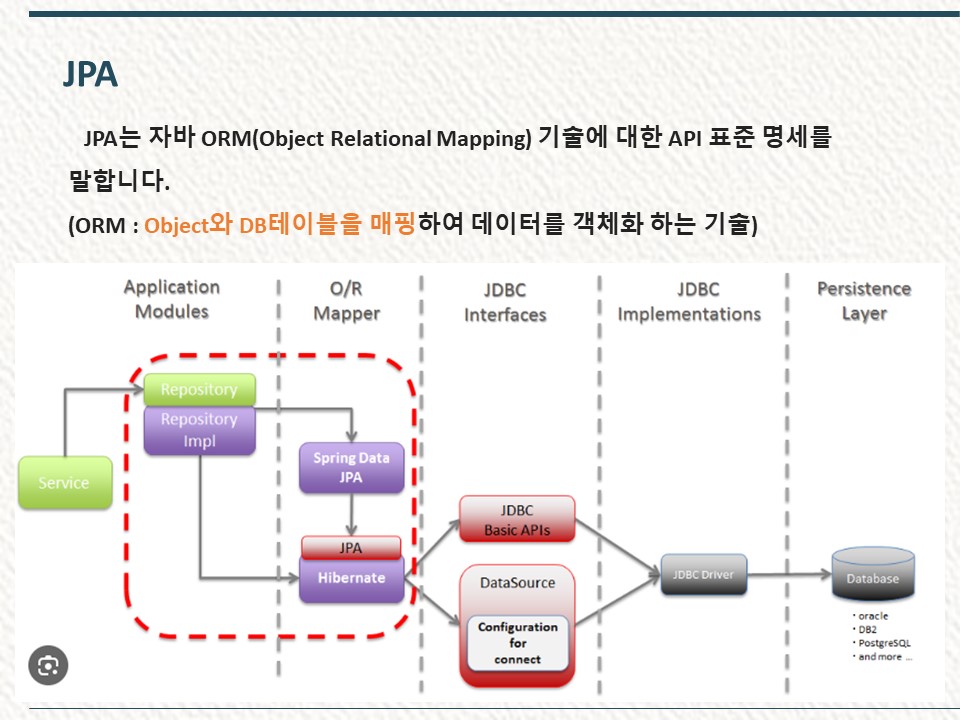 JPA
JPA는 자바 ORM(Object Relational Mapping) 기술에 대한 API 표준 명세를
말합니다.
(ORM : Object와 DB테이블을 매핑하여 데이터를 객체화 하는 기술)
Application
Modules
O/R
Mapper
JDBC
Interfaces
JDBC
Implementations
Persistence
Layer
Repository
Repository
Impl
Service
Spring Data
JPA
JPA
Hibernate
JDBC
Basic APIs
DataSource
Configuration
for
connect
JDBC Driver
Database
· oracle
· DB2
· PostgreSQL
· and more ...